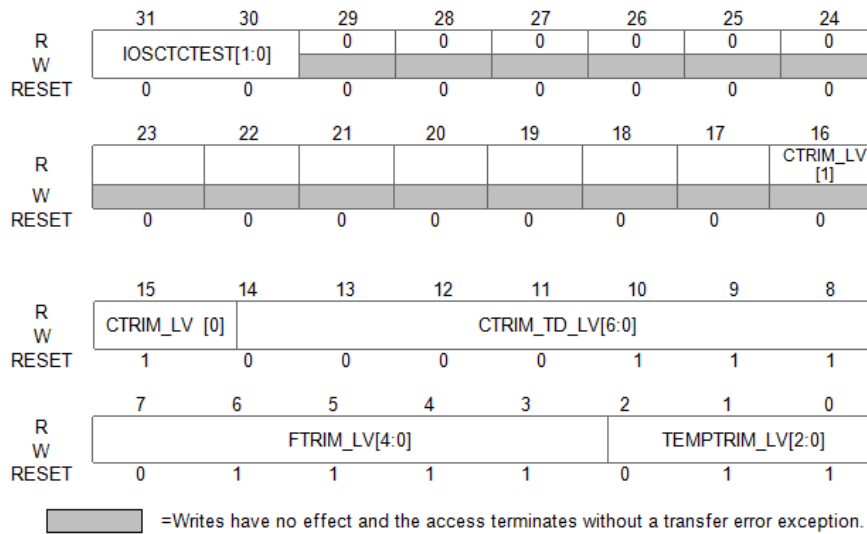 31 30 29 28 27 26 25 24
R IOSCTCTEST[1:0] 0 0 0 0 0 0
W
RESET 0 0 0 0 0 0 0 0
23 22 21 20 19 18 17 16
R CTRIM_LV
[1]
W
RESET 0 0 0 0 0 0 0 0
15 14 13 12 11 10 9 8
R
CTRIM_LV [0] CTRIM_TD_LV[6:0]
W
RESET 1 0 0 0 0 1 1 1
7 6 5 4 3 2 1 0
R
FTRIM_LV[4:0] TEMPTRIM_LV[2:0]
W
RESET 0 1 1 1 1 0 1 1
=Writes have no effect and the access terminates without a transfer error exception.